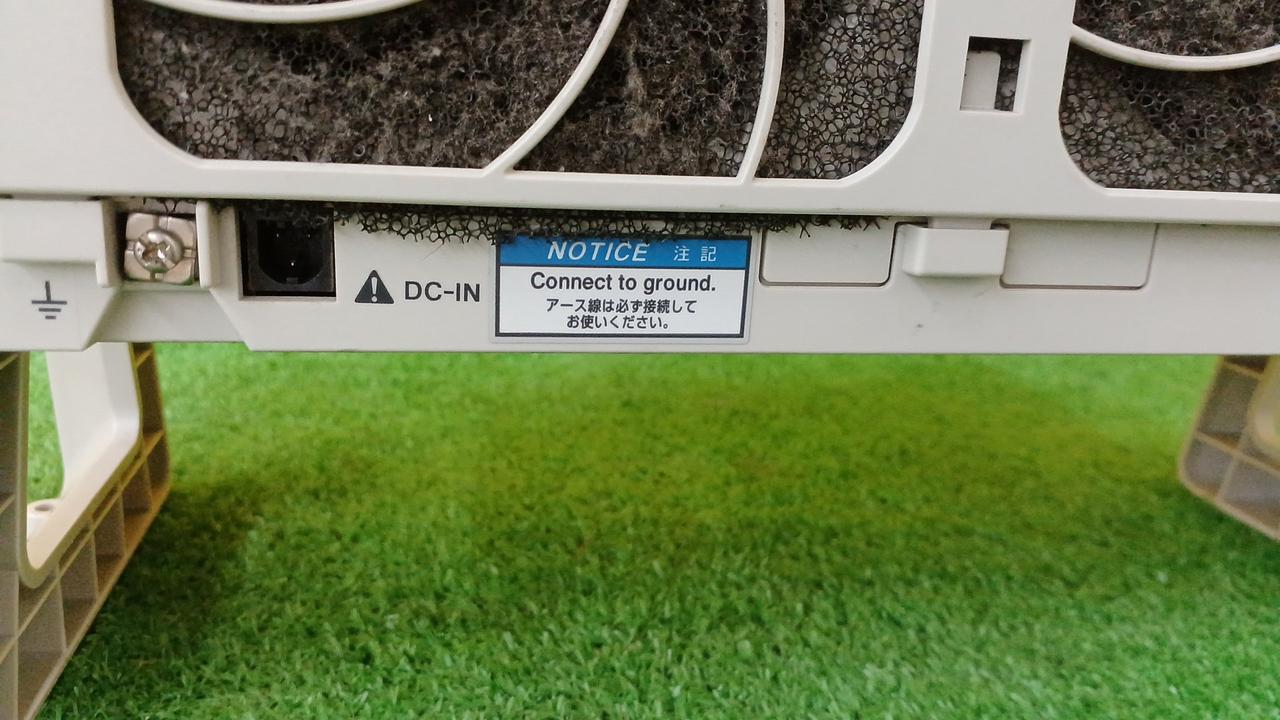 DC-IN
NOTICE 注記
Connect to ground.
アース線は必ず接続して
お使いください。